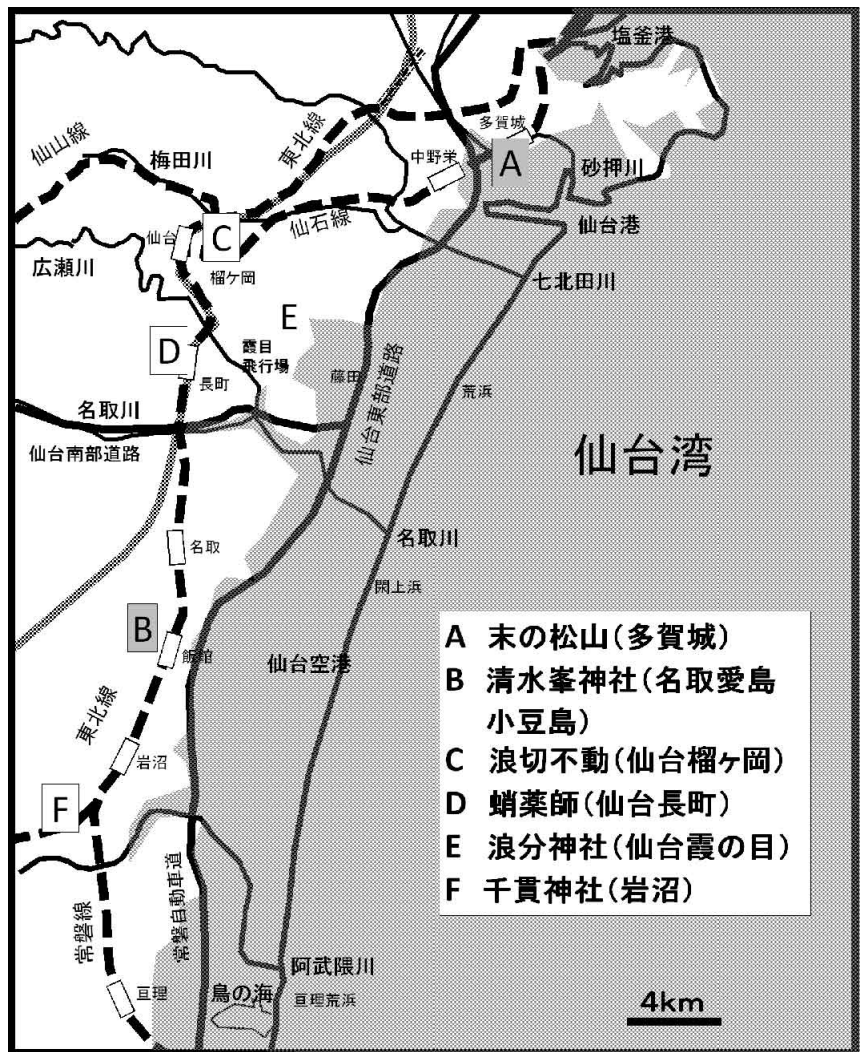 塩釜港
多賀城
仙山線
梅田川
東北線
中野栄
A
砂押川
仙台
C
仙石線
仙台港
広瀬川
榴ケ岡
七北田川
E
D
霞目
飛行場
長町
藤田
仙台東部道路
荒浜
名取川
仙台南部道路
仙台湾
名取
名取川
閖上浜
B
飯館
仙台空港
東北線
岩沼
F
A 末の松山(多賀城)
B 清水峯神社(名取愛島
小豆島)
C 浪切不動(仙台榴ヶ岡)
D 蛸薬師(仙台長町)
E 浪分神社(仙台霞の目)
F 千貫神社(岩沼)
常磐線
常磐自動車道
阿武隈川
鳥の海
亘理
亘理荒浜
4km